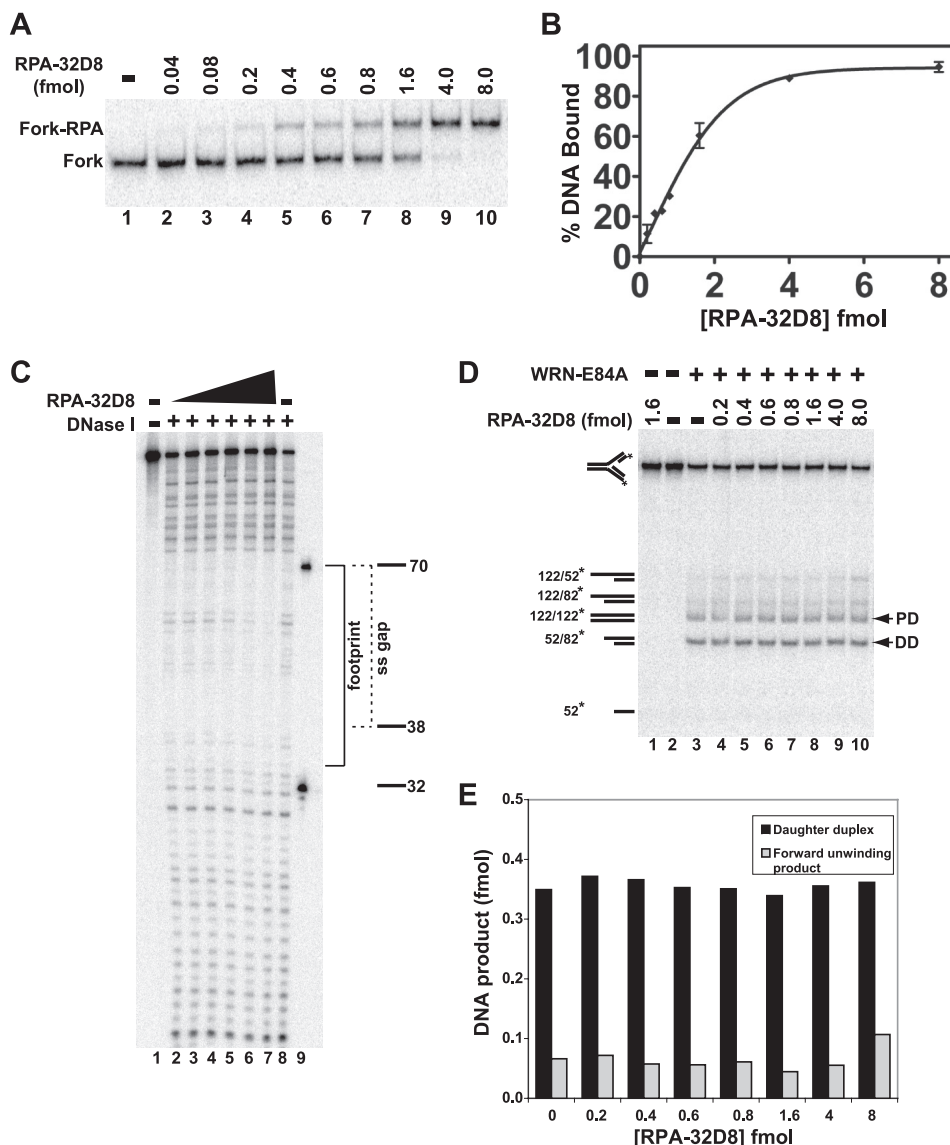 A
RPA-32D8 (fmol)
- 0.04 0.08 0.2 0.4 0.6 0.8 1.6 4.0 8.0
Fork-RPA
Fork
1 2 3 4 5 6 7 8 9 10
B
% DNA Bound
100
80
60
40
20
0
0 2 4 6 8
[RPA-32D8] fmol
C
RPA-32D8 - -
DNase I - + + + + + + +
70
footprint
ss gap
38
32
1 2 3 4 5 6 7 8 9
D
WRN-E84A - - + + + + + + + +
RPA-32D8 (fmol) 1.6 - - 0.2 0.4 0.6 0.8 1.6 4.0 8.0
* *
122/52*
122/82*
122/122*
PD
52/82*
DD
52*
1 2 3 4 5 6 7 8 9 10
E
DNA product (fmol)
0.5
0.4
0.3
0.2
0.1
0.0
Daughter duplex
Forward unwinding
product
0 0.2 0.4 0.6 0.8 1.6 4 8
[RPA-32D8] fmol